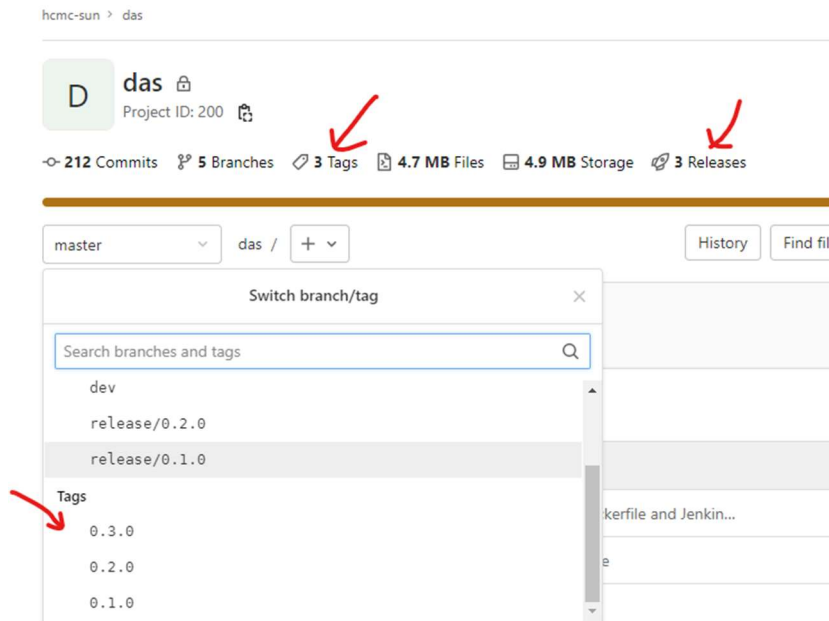 hcmc-sun > das
D
das
Project ID: 200
212 Commits 5 Branches 3 Tags 4.7 MB Files 4.9 MB Storage 3 Releases
master das / + History Find fil
Switch branch/tag
Search branches and tags
dev
release/0.2.0
release/0.1.0
Tags
kerfile and Jenkin...
0.3.0
e
0.2.0
0.1.0